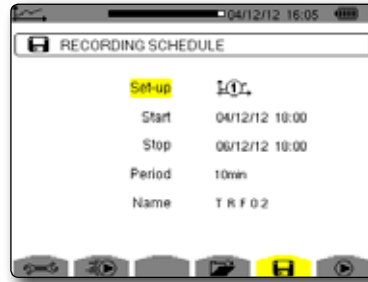 04/12/12 16:05
RECORDING SCHEDULE
Set-up 1
Start 04/12/12 18:00
Stop 06/12/12 18:00
Period 10min
Name T R F 0 2